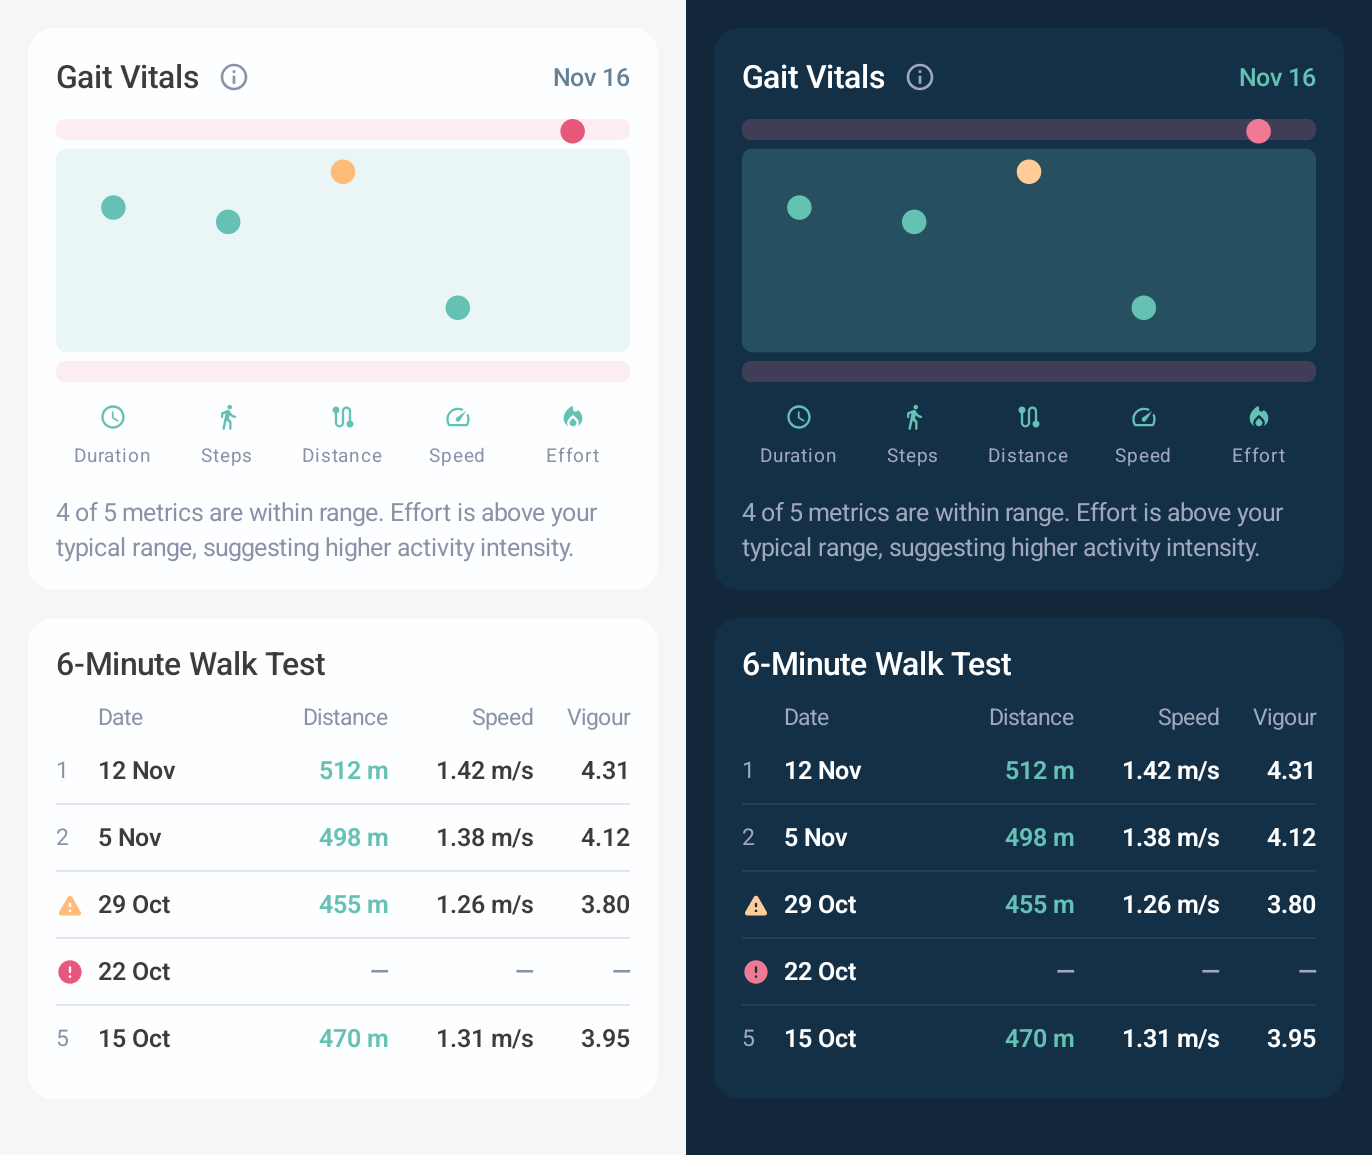 Gait Vitals
Nov 16
Duration Steps Distance Speed Effort
4 of 5 metrics are within range. Effort is above your
typical range, suggesting higher activity intensity.
6-Minute Walk Test
Date Distance Speed Vigour
1 12 Nov 512 m 1.42 m/s 4.31
2 5 Nov 498 m 1.38 m/s 4.12
29 Oct 455 m 1.26 m/s 3.80
22 Oct — — —
5 15 Oct 470 m 1.31 m/s 3.95
Gait Vitals
Nov 16
Duration Steps Distance Speed Effort
4 of 5 metrics are within range. Effort is above your
typical range, suggesting higher activity intensity.
6-Minute Walk Test
Date Distance Speed Vigour
1 12 Nov 512 m 1.42 m/s 4.31
2 5 Nov 498 m 1.38 m/s 4.12
29 Oct 455 m 1.26 m/s 3.80
22 Oct — — —
5 15 Oct 470 m 1.31 m/s 3.95